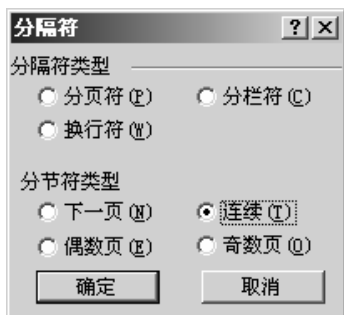 分隔符
分隔符类型
分页符(P) 分栏符(C)
换行符(W)
分节符类型
下一页(N) 连续(T)
偶数页(E) 奇数页(O)
确定 取消